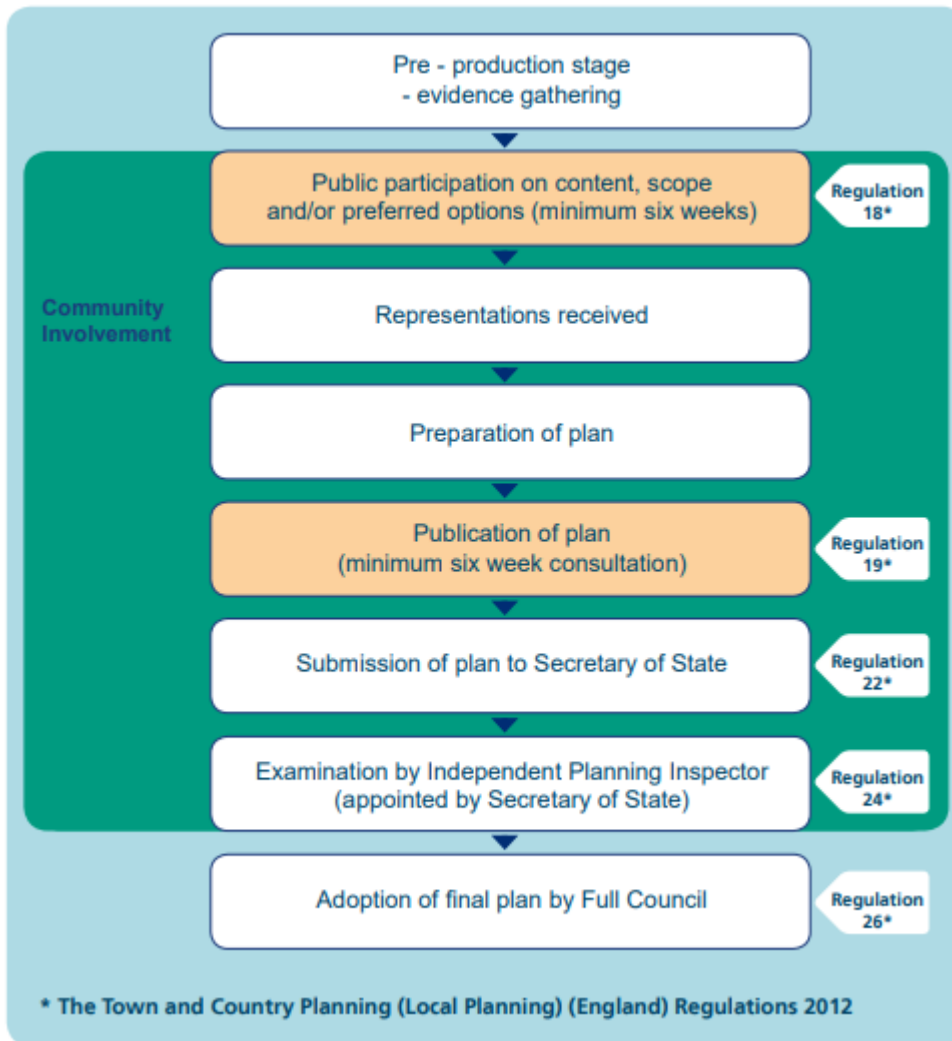 Pre - production stage
- evidence gathering
Public participation on content, scope
and/or preferred options (minimum six weeks)
Regulation
18*
Community
Involvement
Representations received
Preparation of plan
Publication of plan
(minimum six week consultation)
Regulation
19*
Submission of plan to Secretary of State
Regulation
22*
Examination by Independent Planning Inspector
(appointed by Secretary of State)
Regulation
24*
Adoption of final plan by Full Council
Regulation
26*
* The Town and Country Planning (Local Planning) (England) Regulations 2012